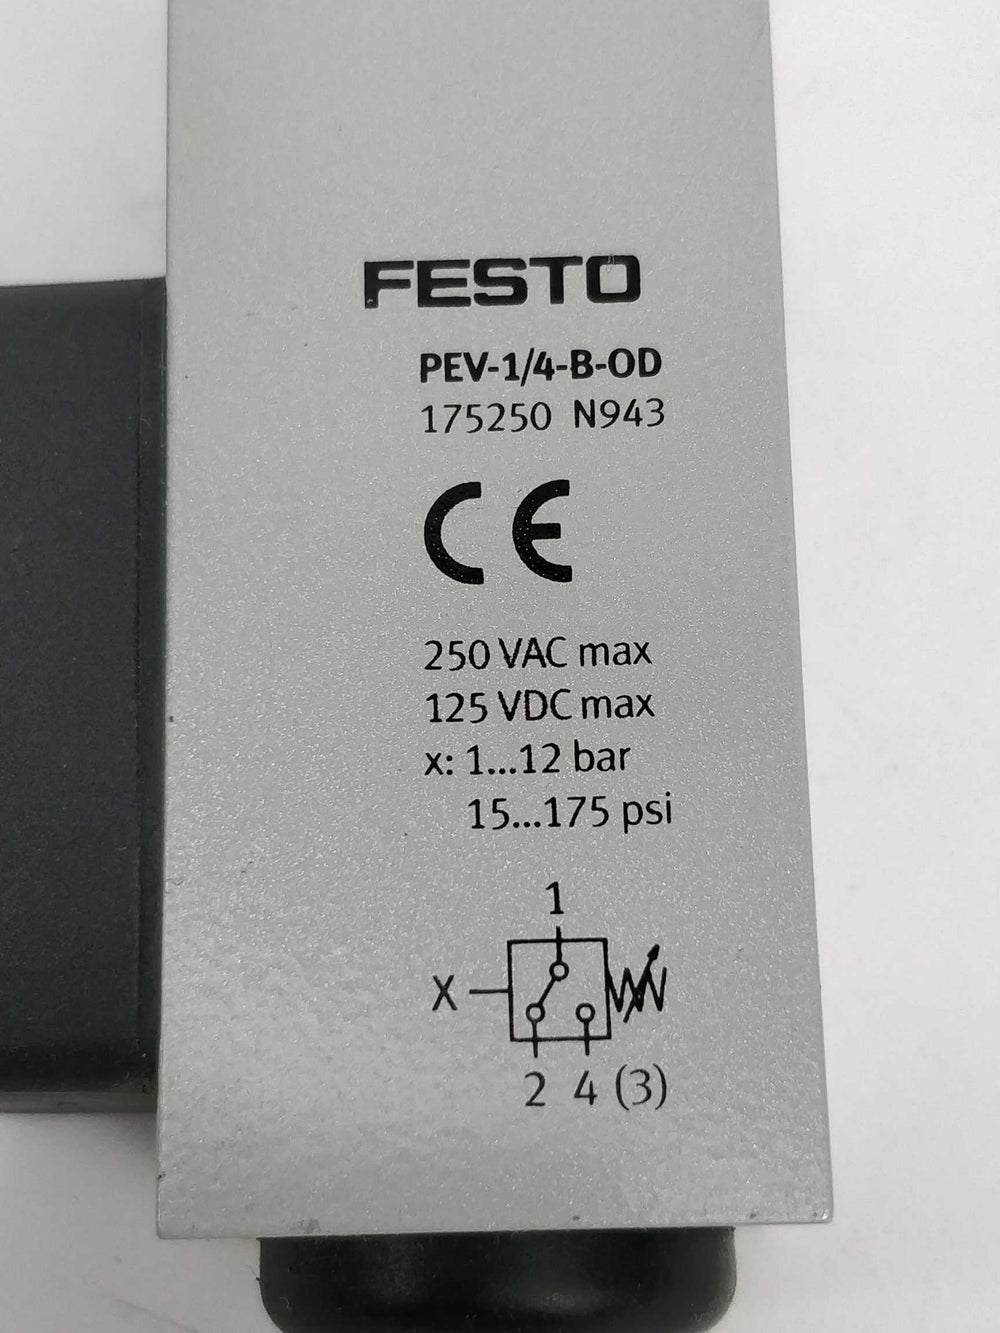 FESTO
PEV-1/4-B-OD
175250 N943
CE
250 VAC max
125 VDC max
x: 1...12 bar
15...175 psi
1
X
2 4 (3)